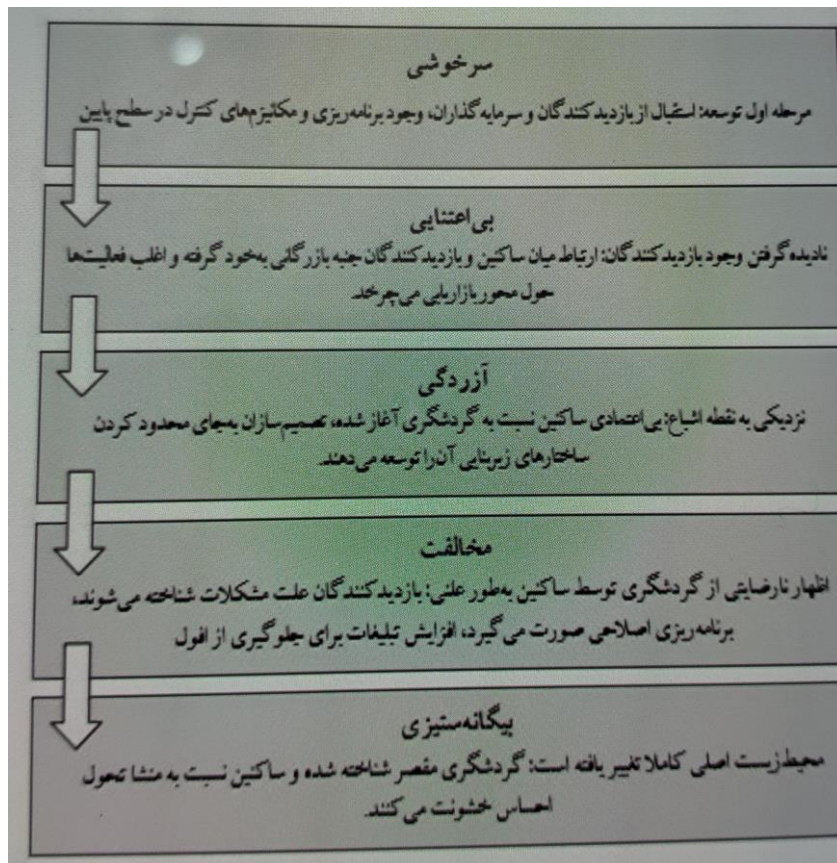 سرخوشی
مرحله اول توسعه: استقبال از بازدیدکنندگان و سرمایه‌گذاران، وجود برنامه‌ریزی و مکانیزم‌های کنترل در سطح پایین
بی‌اعتنایی
نادیده گرفتن وجود بازدیدکنندگان: ارتباط میان ساکنین و بازدیدکنندگان جنبه بازرگانی به‌خود گرفته و اغلب فعالیت‌ها
حول محور بازاریابی می‌چرخد.
آزردگی
نزدیکی به نقطه اشباع: بی‌اعتمادی ساکنین نسبت به گردشگری آغاز شده، تصمیم‌سازان به‌جای محدود کردن
ساختارهای زیربنایی آن‌را توسعه می‌دهند.
مخالفت
اظهار نارضایتی از گردشگری توسط ساکنین به‌طور علنی: بازدیدکنندگان علت مشکلات شناخته می‌شوند،
برنامه‌ریزی اصلاحی صورت می‌گیرد، افزایش تبلیغات برای جلوگیری از افول
بیگانه‌ستیزی
محیط‌زیست اصلی کاملا تغییر یافته است: گردشگری مقصر شناخته شده و ساکنین نسبت به منشا تحول
احساس خشونت می‌کنند.